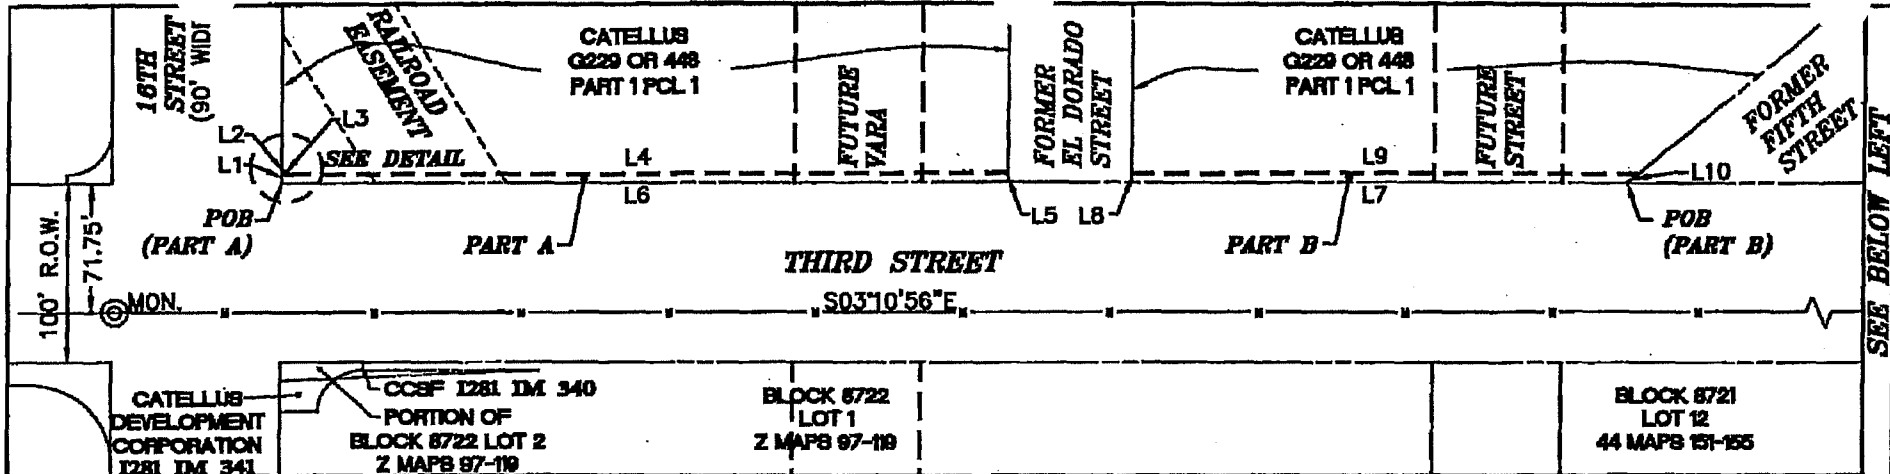 16TH
STREET
(90' WIDE
RAILROAD
EASEMENT
CATELLUS
G229 OR 448
PART 1 PCL 1
FUTURE
VARA
FORMER
EL DORADO
STREET
CATELLUS
G229 OR 448
PART 1 PCL 1
FUTURE
STREET
FORMER
FIFTH
STREET
L2
L3
L1
SEE DETAIL
L4
L6
L9
L7
L10
POB
(PART A)
PART A
L5 L8
PART B
POB
(PART B)
SEE BELOW LEFT
100' R.O.W.
71.75'
THIRD STREET
MON.
S03°10'56"E
CATELLUS
DEVELOPMENT
CORPORATION
I281 IM 341
CCSF I281 IM 340
PORTION OF
BLOCK 8722 LOT 2
Z MAPS 97-119
BLOCK 8722
LOT 1
Z MAPS 97-119
BLOCK 8721
LOT 12
44 MAPS 151-155